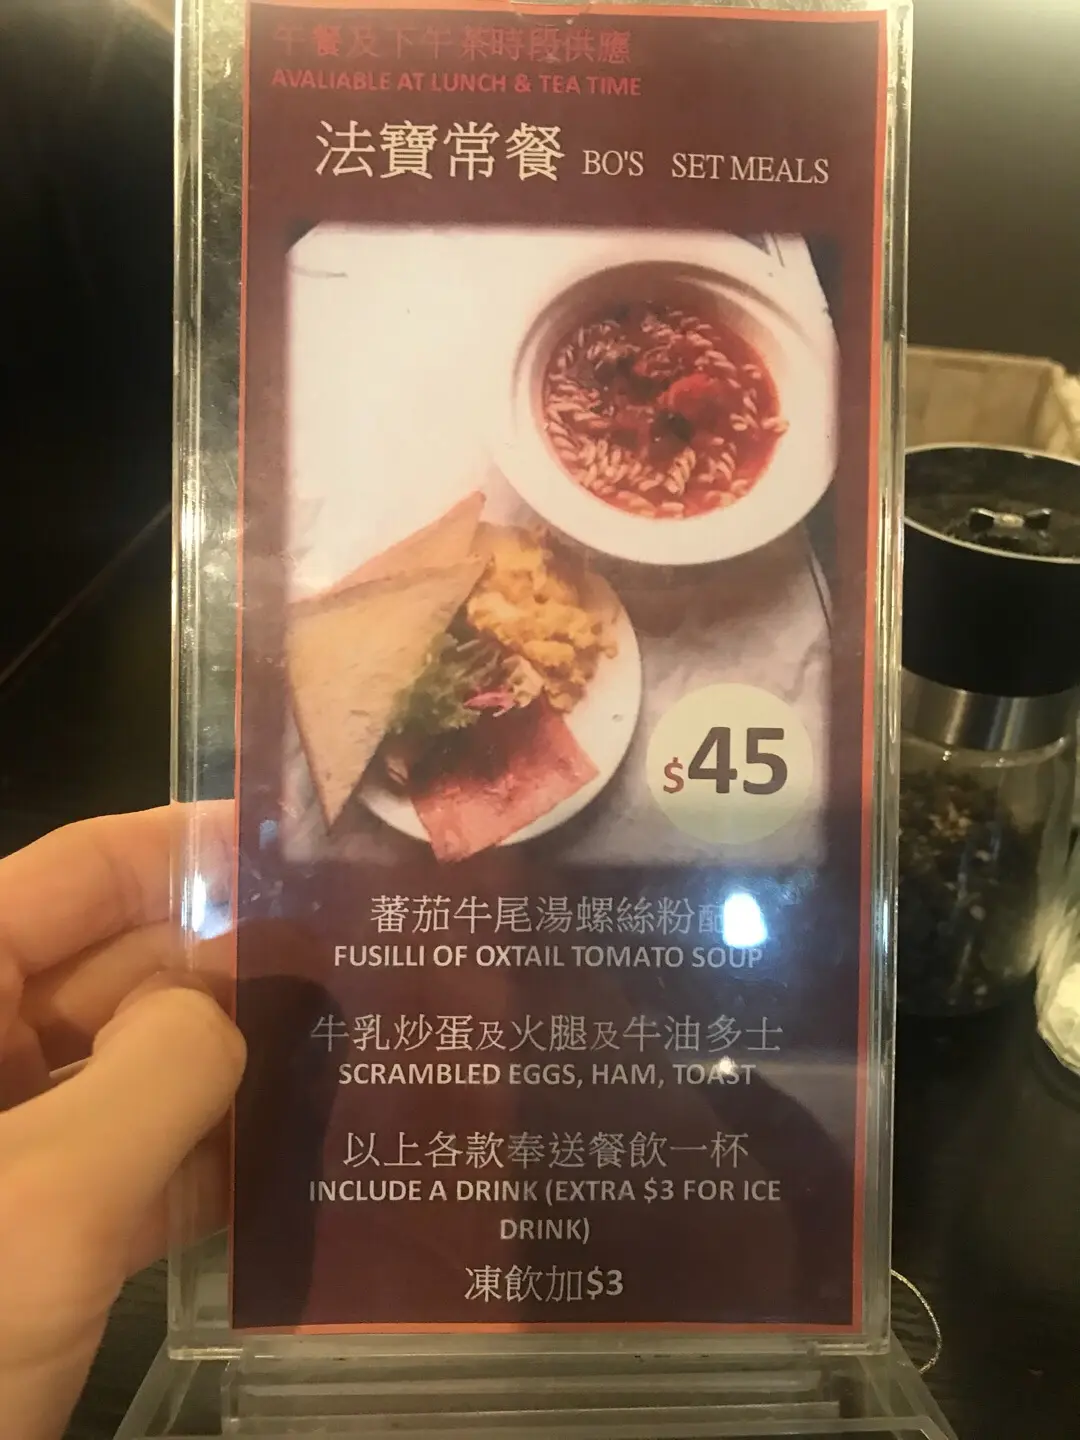 午餐及下午茶時段供應
AVALIABLE AT LUNCH & TEA TIME
法寶常餐 BO'S SET MEALS
$45
蕃茄牛尾湯螺絲粉配
FUSILLI OF OXTAIL TOMATO SOUP
牛乳炒蛋及火腿及牛油多士
SCRAMBLED EGGS, HAM, TOAST
以上各款奉送餐飲一杯
INCLUDE A DRINK (EXTRA $3 FOR ICE
DRINK)
凍飲加$3